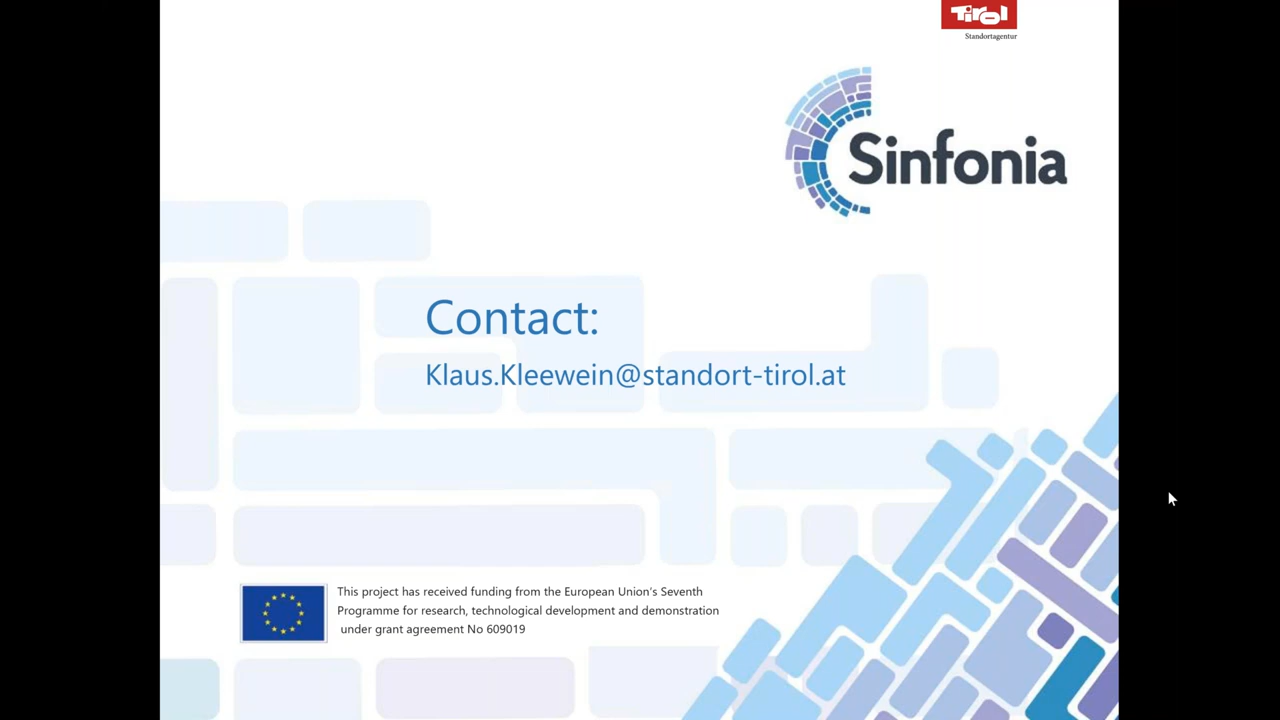 Tirol
Standortagentur
Sinfonia
Contact:
Klaus.Kleewein@standort-tirol.at
This project has received funding from the European Union’s Seventh
Programme for research, technological development and demonstration
under grant agreement No 609019